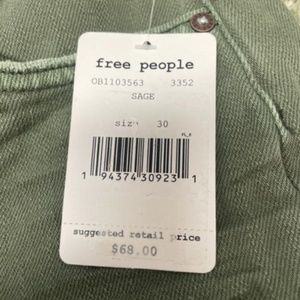 free people
OB1103563 3352
SAGE
size 30
1 94374 30923 1
suggested retail price
$68.00